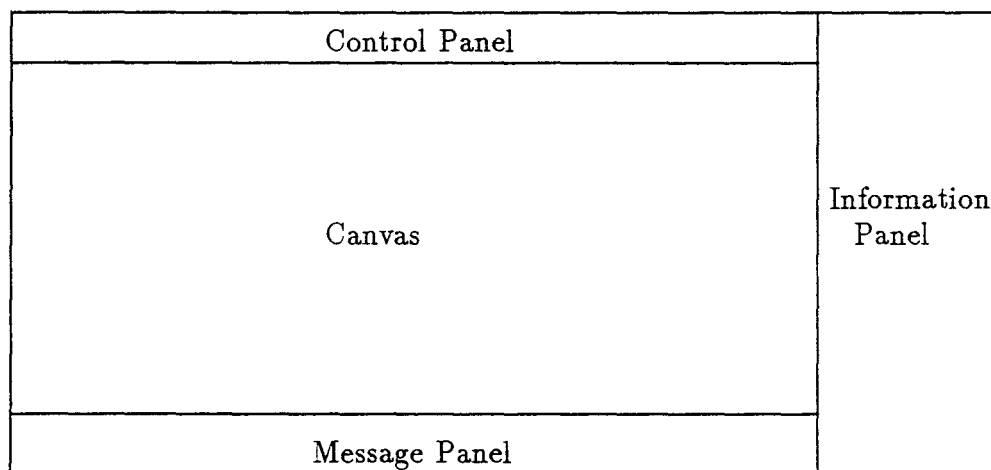 Control Panel
Canvas
Information
Panel
Message Panel